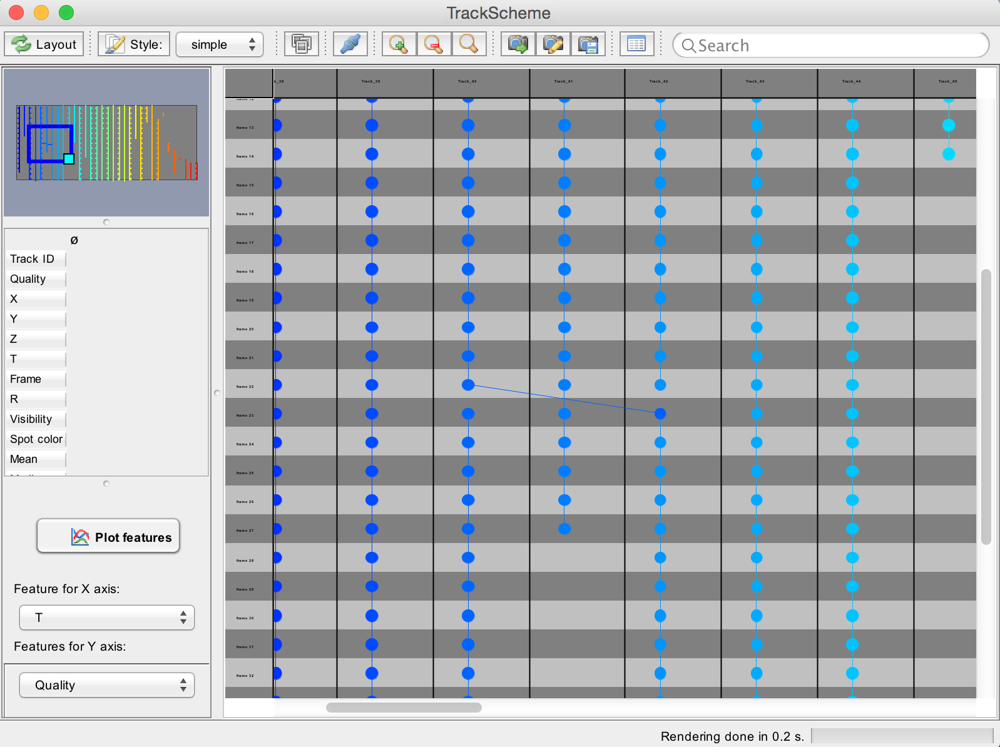 TrackScheme
Layout
Style:
simple
Search
k_38 Track_39 Track_40 Track_41 Track_42 Track_43 Track_44 Track_45
frame 12
frame 13
frame 14
frame 15
frame 16
frame 17
frame 18
frame 19
frame 20
frame 21
frame 22
frame 23
frame 24
frame 25
frame 26
frame 27
frame 28
frame 29
frame 30
frame 31
frame 32
ø
Track ID
Quality
X
Y
Z
T
Frame
R
Visibility
Spot color
Mean
Plot features
Feature for X axis:
T
Features for Y axis:
Quality
Rendering done in 0.2 s.